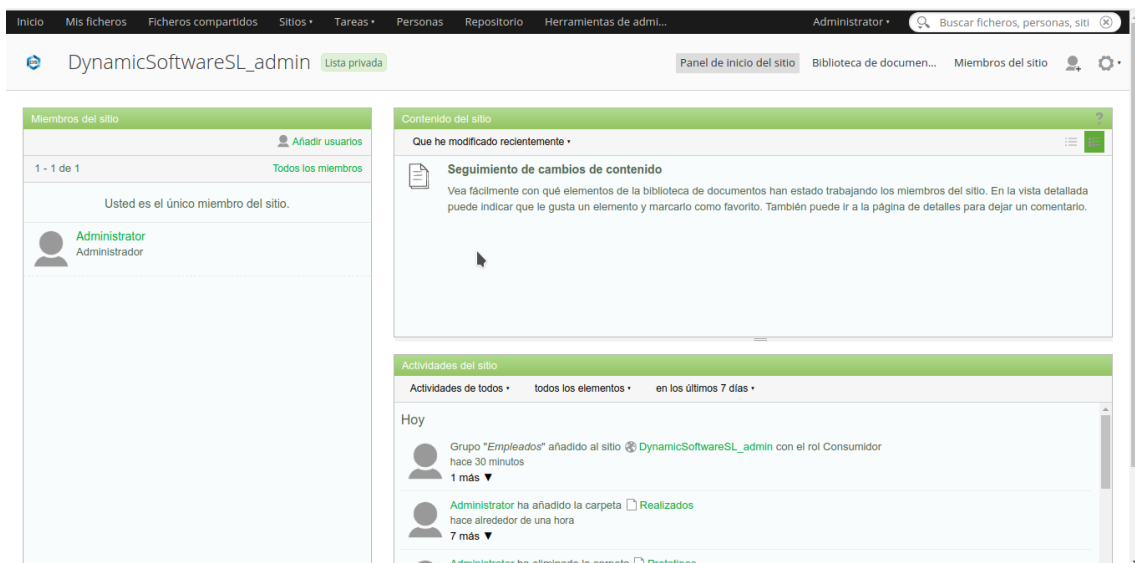 Inicio Mis ficheros Ficheros compartidos Sitios Tareas Personas Repositorio Herramientas de admi... Administrator Buscar ficheros, personas, siti
DynamicSoftwareSL_admin Lista privada Panel de inicio del sitio Biblioteca de documen... Miembros del sitio
Miembros del sitio
Añadir usuarios
1 - 1 de 1 Todos los miembros
Usted es el único miembro del sitio.
Administrator
Administrador
Contenido del sitio ?
Que he modificado recientemente
Seguimiento de cambios de contenido
Vea fácilmente con qué elementos de la biblioteca de documentos han estado trabajando los miembros del sitio. En la vista detallada
puede indicar que le gusta un elemento y marcarlo como favorito. También puede ir a la página de detalles para dejar un comentario.
Actividades del sitio
Actividades de todos todos los elementos en los últimos 7 días
Hoy
Grupo "Empleados" añadido al sitio DynamicSoftwareSL_admin con el rol Consumidor
hace 30 minutos
1 más ▼
Administrator ha añadido la carpeta Realizados
hace alrededor de una hora
7 más ▼
Administrator ha eliminado la carpeta